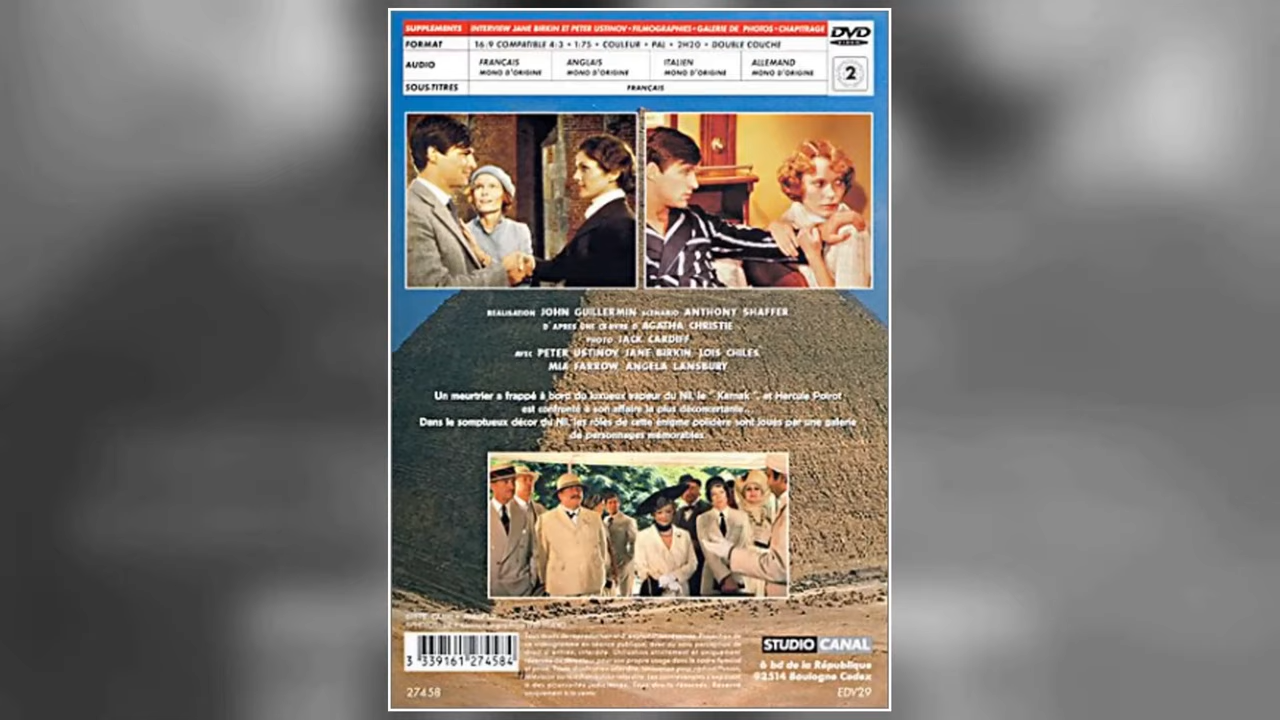 SUPPLEMENTS INTERVIEW JANE BIRKIN ET PETER USTINOV • FILMOGRAPHIES • GALERIE DE PHOTOS • CHAPITRAGE
DVD
VIDEO
FORMAT 16:9 COMPATIBLE 4:3 • 1:75 • COULEUR • PAL • 2H20 • DOUBLE COUCHE
AUDIO FRANÇAIS ANGLAIS ITALIEN ALLEMAND
MONO D'ORIGINE MONO D'ORIGINE MONO D'ORIGINE MONO D'ORIGINE
2
SOUS-TITRES FRANÇAIS
REALISATION JOHN GUILLERMIN SCENARIO ANTHONY SHAFFER
D'APRES UNE ŒUVRE D'AGATHA CHRISTIE
PHOTO JACK CARDIFF
AVEC PETER USTINOV JANE BIRKIN LOIS CHILES
MIA FARROW ANGELA LANSBURY
Un meurtrier a frappé à bord du luxueux vapeur du Nil, le " Karnak ", et Hercule Poirot
est confronté à son affaire la plus déconcertante...
Dans le somptueux décor du Nil, les rôles de cette énigme policière sont joués par une galerie
de personnages mémorables.
3 339161 274584
27458
STUDIO CANAL
6 bd de la République
92514 Boulogne Cedex
EDV29